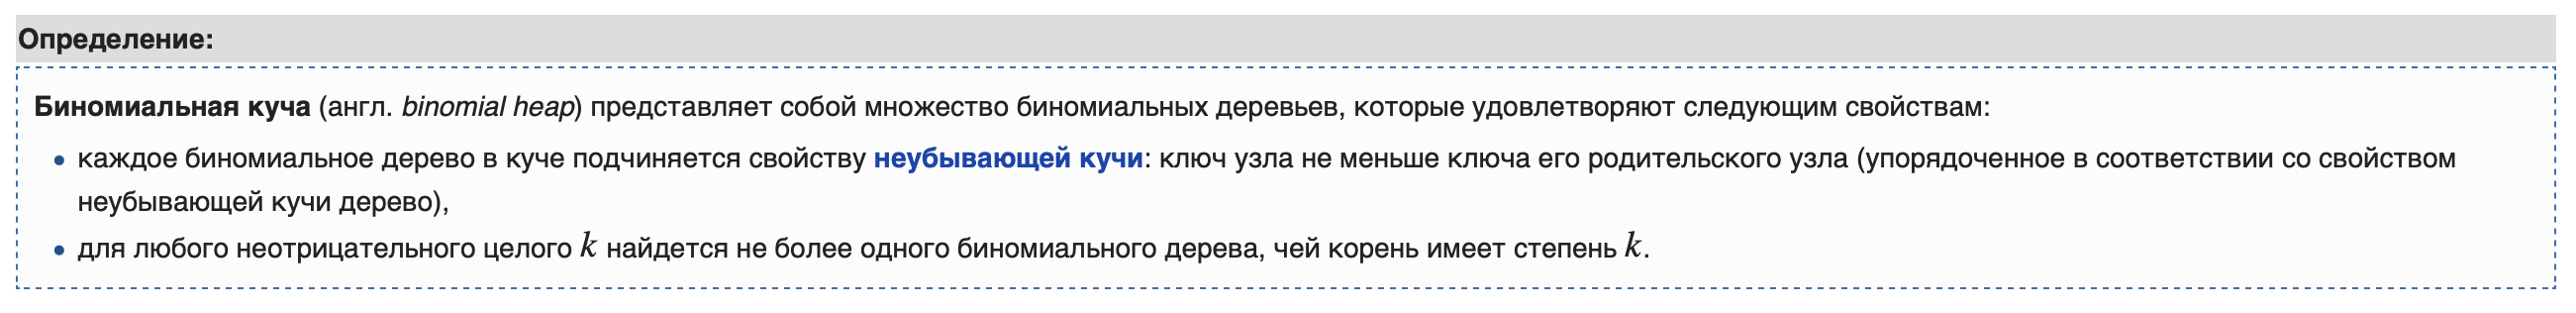 Определение:
Биномиальная куча (англ. binomial heap) представляет собой множество биномиальных деревьев, которые удовлетворяют следующим свойствам:
• каждое биномиальное дерево в куче подчиняется свойству неубывающей кучи: ключ узла не меньше ключа его родительского узла (упорядоченное в соответствии со свойством
неубывающей кучи дерево),
• для любого неотрицательного целого k найдется не более одного биномиального дерева, чей корень имеет степень k.